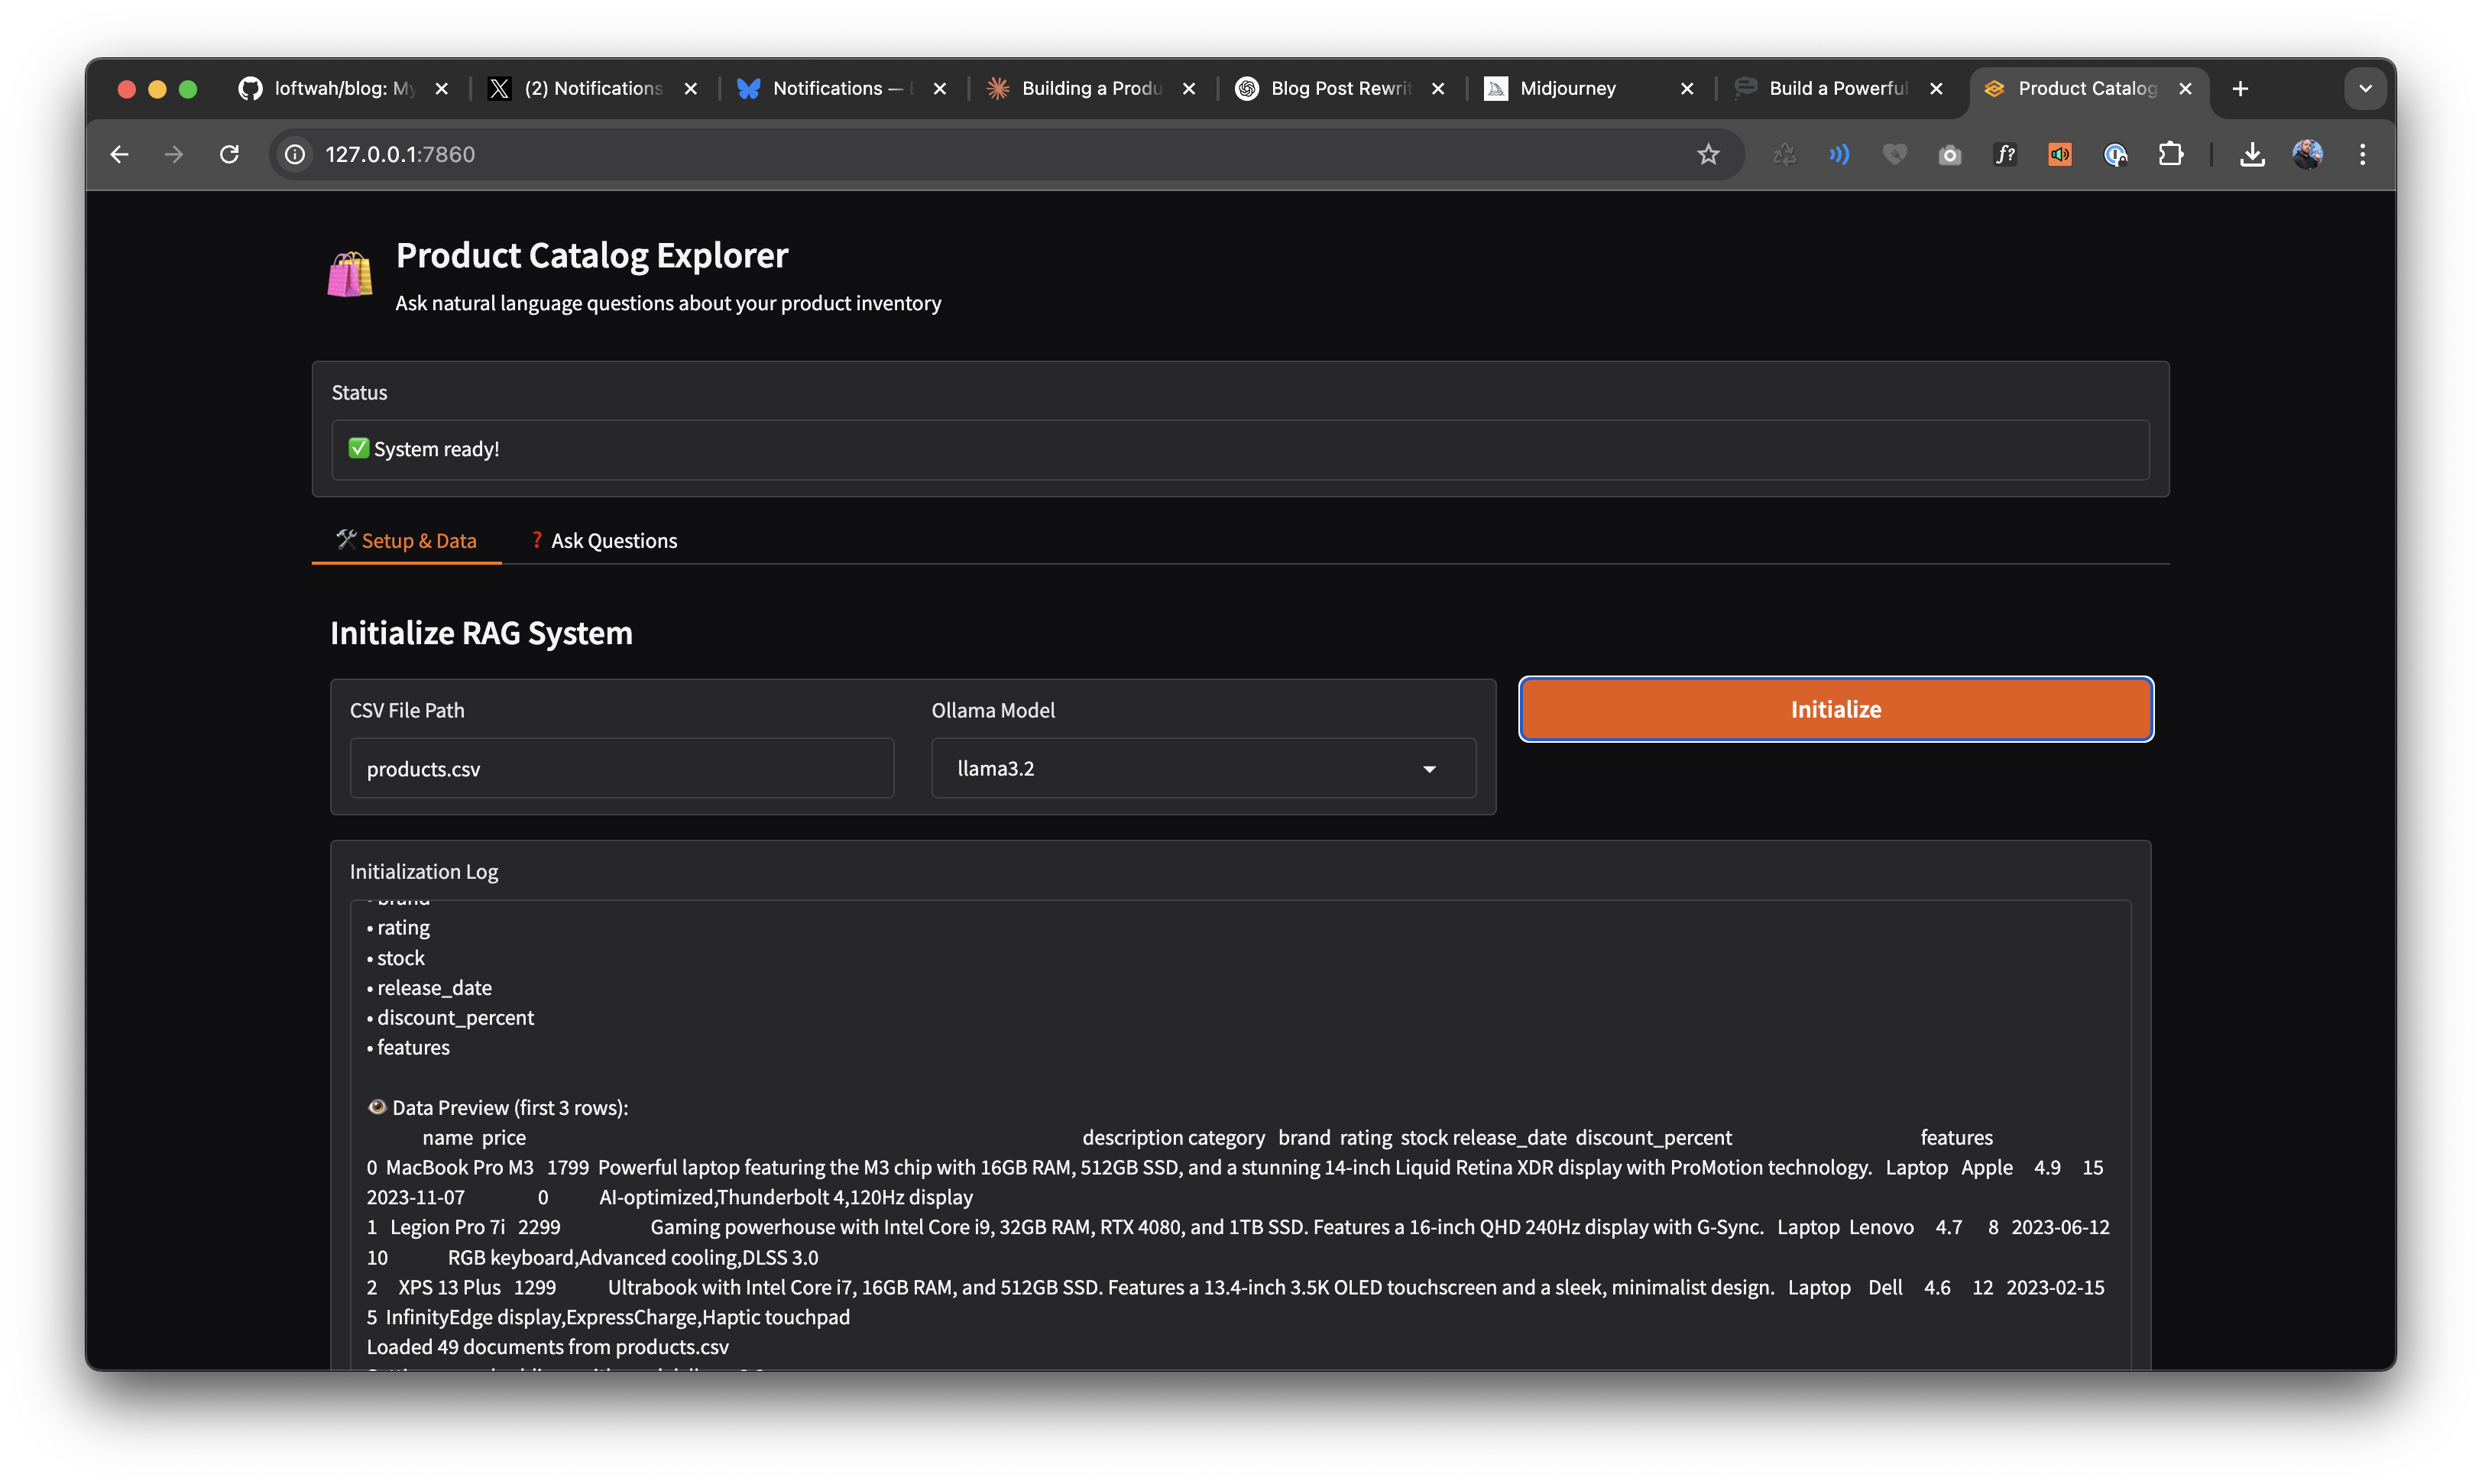 loftwah/blog: My
(2) Notifications
Notifications —
Building a Produ
Blog Post Rewrit
Midjourney
Build a Powerful
Product Catalog
127.0.0.1:7860
Product Catalog Explorer
Ask natural language questions about your product inventory
Status
✅ System ready!
🛠 Setup & Data
❓ Ask Questions
Initialize RAG System
CSV File Path
Ollama Model
Initialize
products.csv
llama3.2
Initialization Log
• brand
• rating
• stock
• release_date
• discount_percent
• features
👁 Data Preview (first 3 rows):
name price description category brand rating stock release_date discount_percent features
0 MacBook Pro M3 1799 Powerful laptop featuring the M3 chip with 16GB RAM, 512GB SSD, and a stunning 14-inch Liquid Retina XDR display with ProMotion technology. Laptop Apple 4.9 15
2023-11-07 0 AI-optimized,Thunderbolt 4,120Hz display
1 Legion Pro 7i 2299 Gaming powerhouse with Intel Core i9, 32GB RAM, RTX 4080, and 1TB SSD. Features a 16-inch QHD 240Hz display with G-Sync. Laptop Lenovo 4.7 8 2023-06-12
10 RGB keyboard,Advanced cooling,DLSS 3.0
2 XPS 13 Plus 1299 Ultrabook with Intel Core i7, 16GB RAM, and 512GB SSD. Features a 13.4-inch 3.5K OLED touchscreen and a sleek, minimalist design. Laptop Dell 4.6 12 2023-02-15
5 InfinityEdge display,ExpressCharge,Haptic touchpad
Loaded 49 documents from products.csv